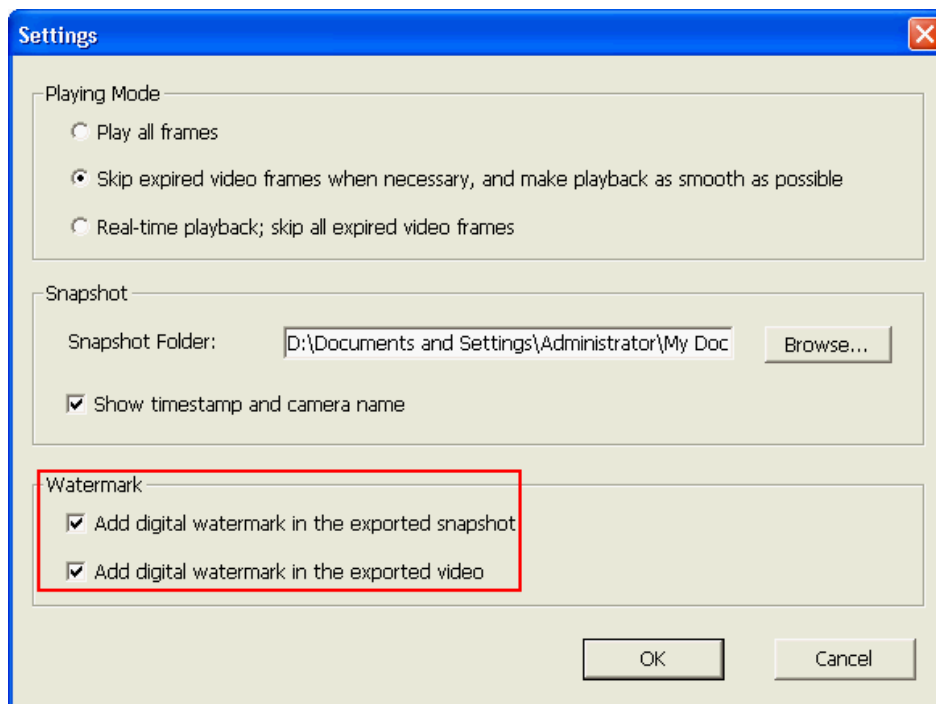 Settings
Playing Mode
Play all frames
Skip expired video frames when necessary, and make playback as smooth as possible
Real-time playback; skip all expired video frames
Snapshot
Snapshot Folder: D:\Documents and Settings\Administrator\My Doc Browse...
Show timestamp and camera name
Watermark
Add digital watermark in the exported snapshot
Add digital watermark in the exported video
OK Cancel